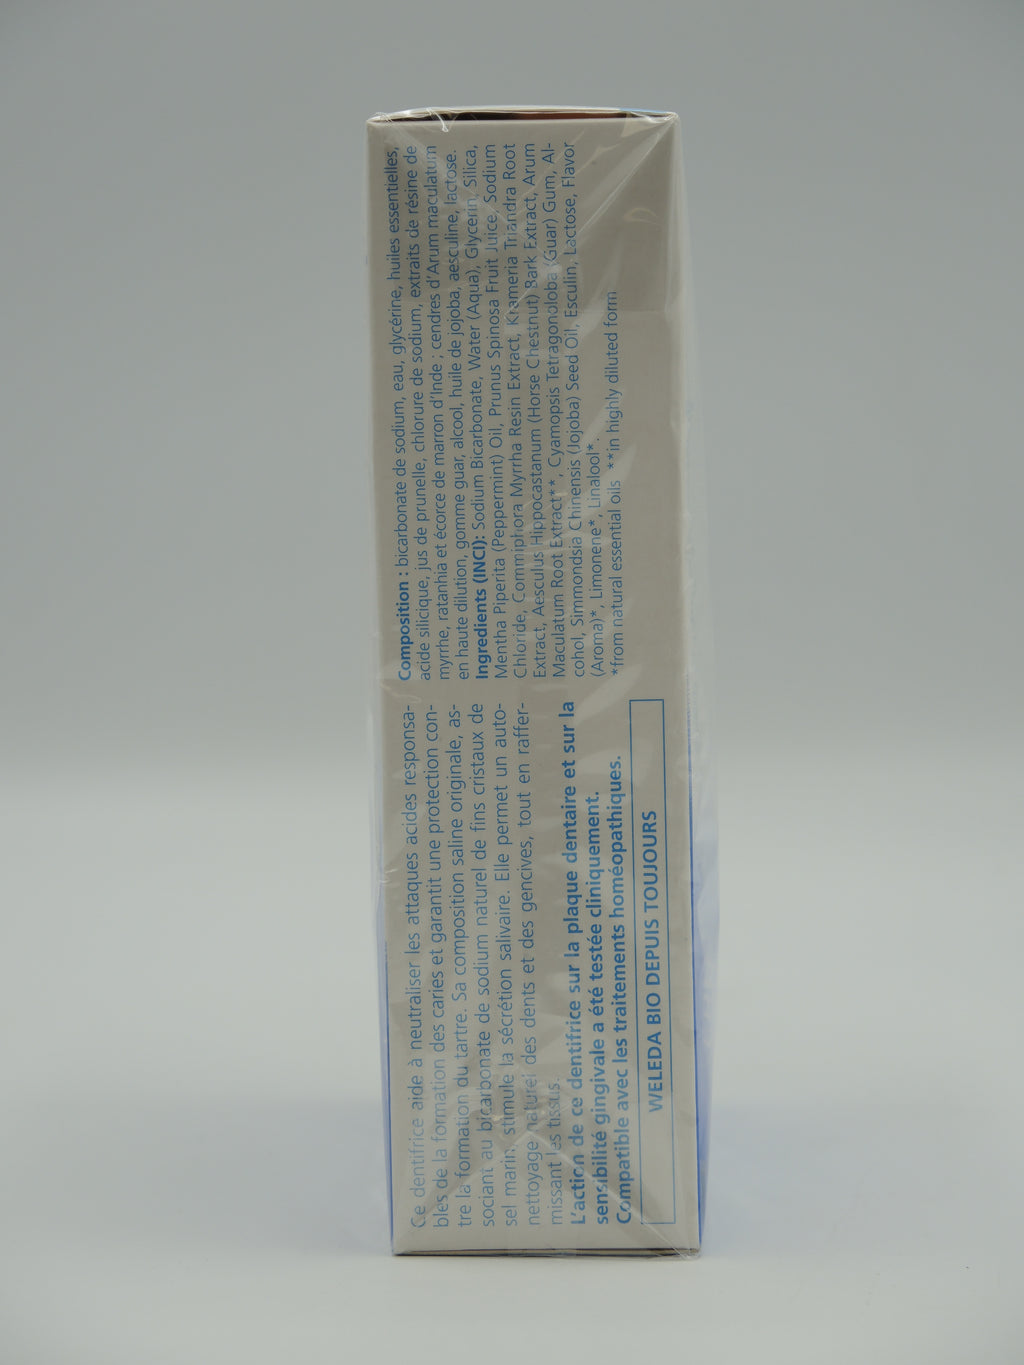 Ce dentifrice aide à neutraliser les attaques acides responsa-
bles de la formation des caries et garantit une protection con-
tre la formation du tartre. Sa composition saline originale, as-
sociant au bicarbonate de sodium naturel de fins cristaux de
sel marin, stimule la sécrétion salivaire. Elle permet un auto-
nettoyage naturel des dents et des gencives, tout en raffer-
missant les tissus.
L'action de ce dentifrice sur la plaque dentaire et sur la
sensibilité gingivale a été testée cliniquement.
Compatible avec les traitements homéopathiques.
WELEDA BIO DEPUIS TOUJOURS
Composition : bicarbonate de sodium, eau, glycérine, huiles essentielles,
acide silicique, jus de prunelle, chlorure de sodium, extraits de résine de
myrrhe, ratanhia et écorce de marron d'Inde ; cendres d'Arum maculatum
en haute dilution, gomme guar, alcool, huile de jojoba, aesculine, lactose.
Ingredients (INCI): Sodium Bicarbonate, Water (Aqua), Glycerin, Silica,
Mentha Piperita (Peppermint) Oil, Prunus Spinosa Fruit Juice, Sodium
Chloride, Commiphora Myrrha Resin Extract, Krameria Triandra Root
Extract, Aesculus Hippocastanum (Horse Chestnut) Bark Extract, Arum
Maculatum Root Extract**, Cyamopsis Tetragonoloba (Guar) Gum, Al-
cohol, Simmondsia Chinensis (Jojoba) Seed Oil, Esculin, Lactose, Flavor
(Aroma)*, Limonene*, Linalool*.
*from natural essential oils **in highly diluted form